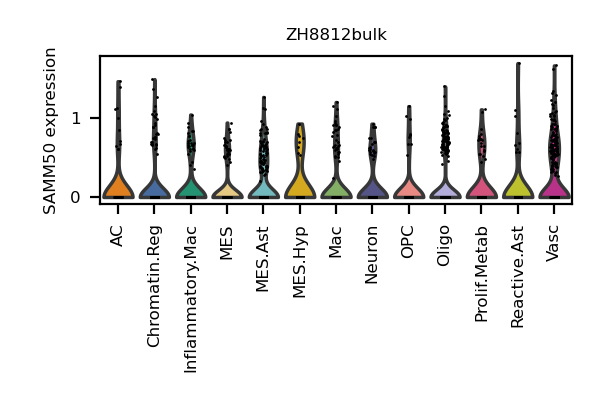 ZH8812bulk
SAMM50 expression
1
0
AC
Chromatin.Reg
Inflammatory.Mac
MES
MES.Ast
MES.Hyp
Mac
Neuron
OPC
Oligo
Prolif.Metab
Reactive.Ast
Vasc